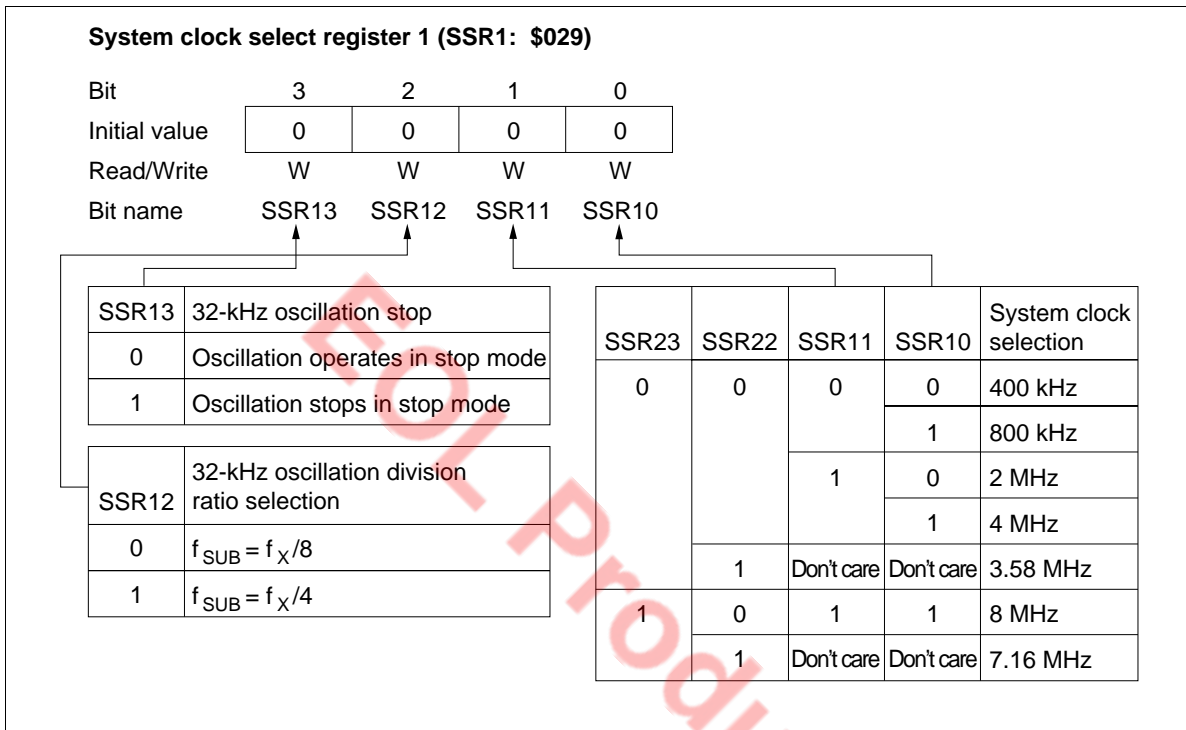 System clock select register 1 (SSR1: $029)
Bit 3 2 1 0
Initial value 0 0 0 0
Read/Write W W W W
Bit name SSR13 SSR12 SSR11 SSR10
SSR13 32-kHz oscillation stop
0 Oscillation operates in stop mode
1 Oscillation stops in stop mode
SSR12 32-kHz oscillation division
ratio selection
0 f SUB = f X/8
1 f SUB = f X/4
SSR23 SSR22 SSR11 SSR10 System clock
selection
0 0 0 0 400 kHz
1 800 kHz
1 0 2 MHz
1 4 MHz
1 Don't care Don't care 3.58 MHz
1 0 1 1 8 MHz
1 Don't care Don't care 7.16 MHz
EOL Produ